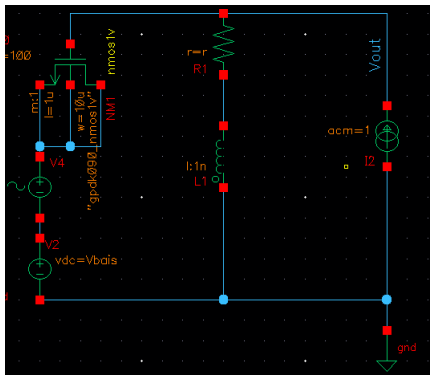 nmos1v
r=r
R1
Vout
=100
m:1
l=1u
w=10u
"gpdk090_nmos1v"
NM1
acm=1
I2
V4
l:1n
L1
V2
vdc=Vbais
gnd